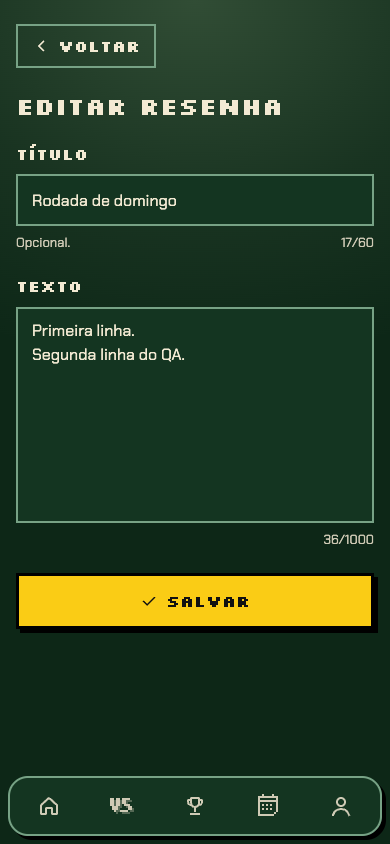 VOLTAR
EDITAR RESENHA
TÍTULO
Rodada de domingo
Opcional. 17/60
TEXTO
Primeira linha.
Segunda linha do QA.
36/1000
SALVAR
VS